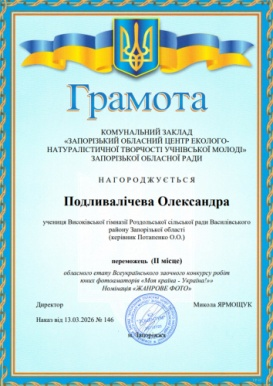 Грамота
КОМУНАЛЬНИЙ ЗАКЛАД
«ЗАПОРІЗЬКИЙ ОБЛАСНИЙ ЦЕНТР ЕКОЛОГО-
НАТУРАЛІСТИЧНОЇ ТВОРЧОСТІ УЧНІВСЬКОЇ МОЛОДІ»
ЗАПОРІЗЬКОЇ ОБЛАСНОЇ РАДИ
НАГОРОДЖУЄТЬСЯ
Подливалічева Олександра
учениця Високівської гімназії Роздольської сільської ради Василівського
району Запорізької області
(керівник Поташенко О.О.)
переможець (ІІ місце)
обласного етапу Всеукраїнського заочного конкурсу робіт
юних фотоаматорів «Моя країна - Україна!»»
Номінація «ЖАНРОВЕ ФОТО»
Директор Микола ЯРМОЩУК
Наказ від 13.03.2026 № 146
м. Запоріжжя